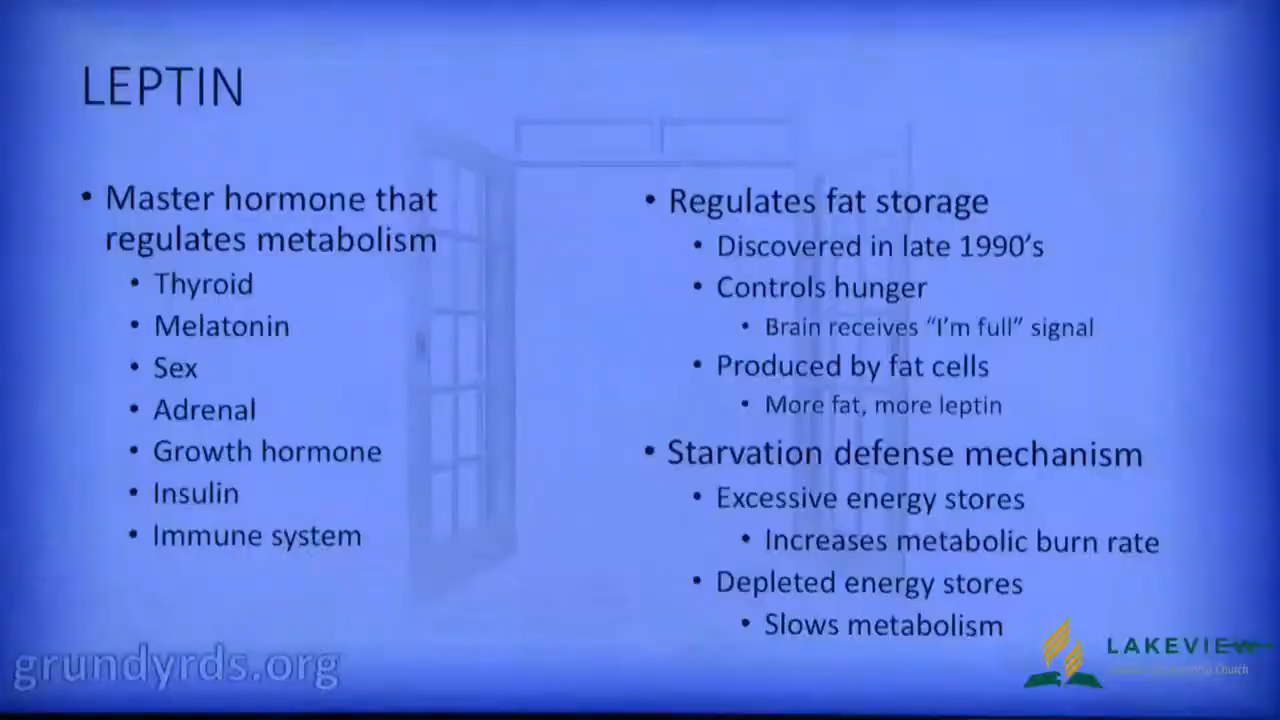 LEPTIN
• Master hormone that
regulates metabolism
• Thyroid
• Melatonin
• Sex
• Adrenal
• Growth hormone
• Insulin
• Immune system
• Regulates fat storage
• Discovered in late 1990’s
• Controls hunger
• Brain receives “I’m full” signal
• Produced by fat cells
• More fat, more leptin
• Starvation defense mechanism
• Excessive energy stores
• Increases metabolic burn rate
• Depleted energy stores
• Slows metabolism
grundyrds.org
LAKEVIEW
Church